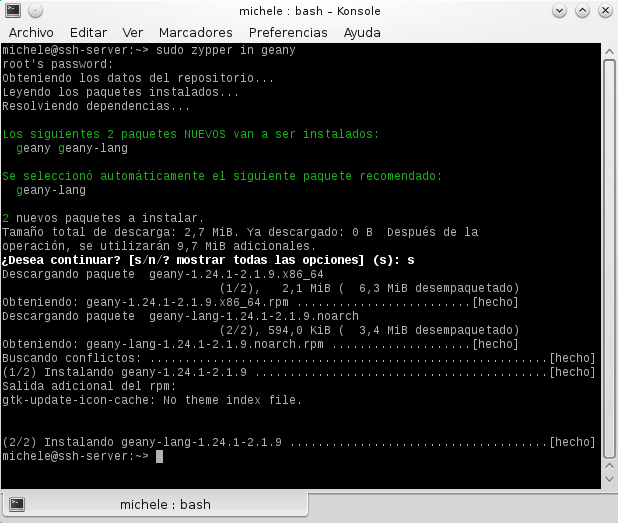 michele : bash – Konsole
Archivo Editar Ver Marcadores Preferencias Ayuda
michele@ssh-server:~> sudo zypper in geany
root's password:
Obteniendo los datos del repositorio...
Leyendo los paquetes instalados...
Resolviendo dependencias...
Los siguientes 2 paquetes NUEVOS van a ser instalados:
geany geany-lang
Se seleccionó automáticamente el siguiente paquete recomendado:
geany-lang
2 nuevos paquetes a instalar.
Tamaño total de descarga: 2,7 MiB. Ya descargado: 0 B  Después de la
operación, se utilizarán 9,7 MiB adicionales.
¿Desea continuar? [s/n/? mostrar todas las opciones] (s): s
Descargando paquete  geany-1.24.1-2.1.9.x86_64
(1/2),   2,1 MiB (  6,3 MiB desempaquetado)
Obteniendo: geany-1.24.1-2.1.9.x86_64.rpm ........................[hecho]
Descargando paquete  geany-lang-1.24.1-2.1.9.noarch
(2/2), 594,0 KiB (  3,4 MiB desempaquetado)
Obteniendo: geany-lang-1.24.1-2.1.9.noarch.rpm ...................[hecho]
Buscando conflictos: .........................................................[hecho]
(1/2) Instalando geany-1.24.1-2.1.9 ..........................................[hecho]
Salida adicional del rpm:
gtk-update-icon-cache: No theme index file.
(2/2) Instalando geany-lang-1.24.1-2.1.9 .....................................[hecho]
michele@ssh-server:~>
michele : bash